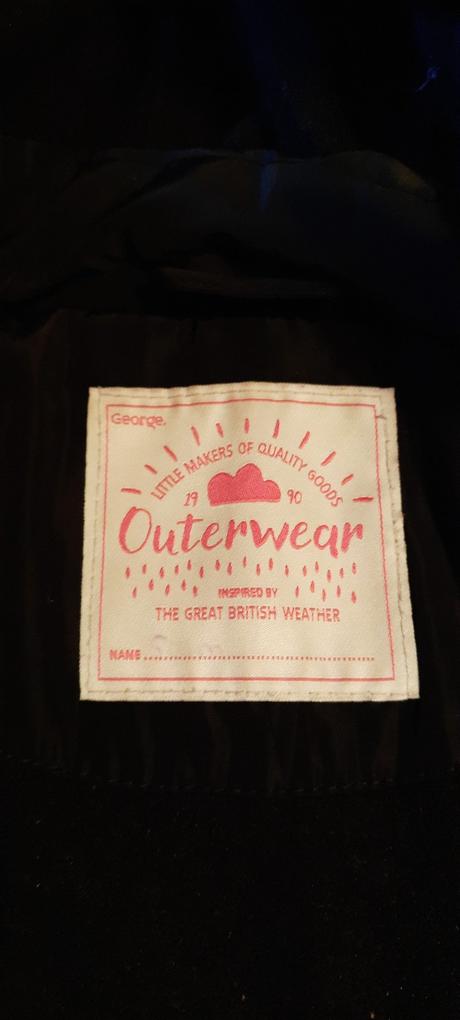 George.
LITTLE MAKERS OF QUALITY GOODS
19 90
Outerwear
INSPIRED BY
THE GREAT BRITISH WEATHER
NAME